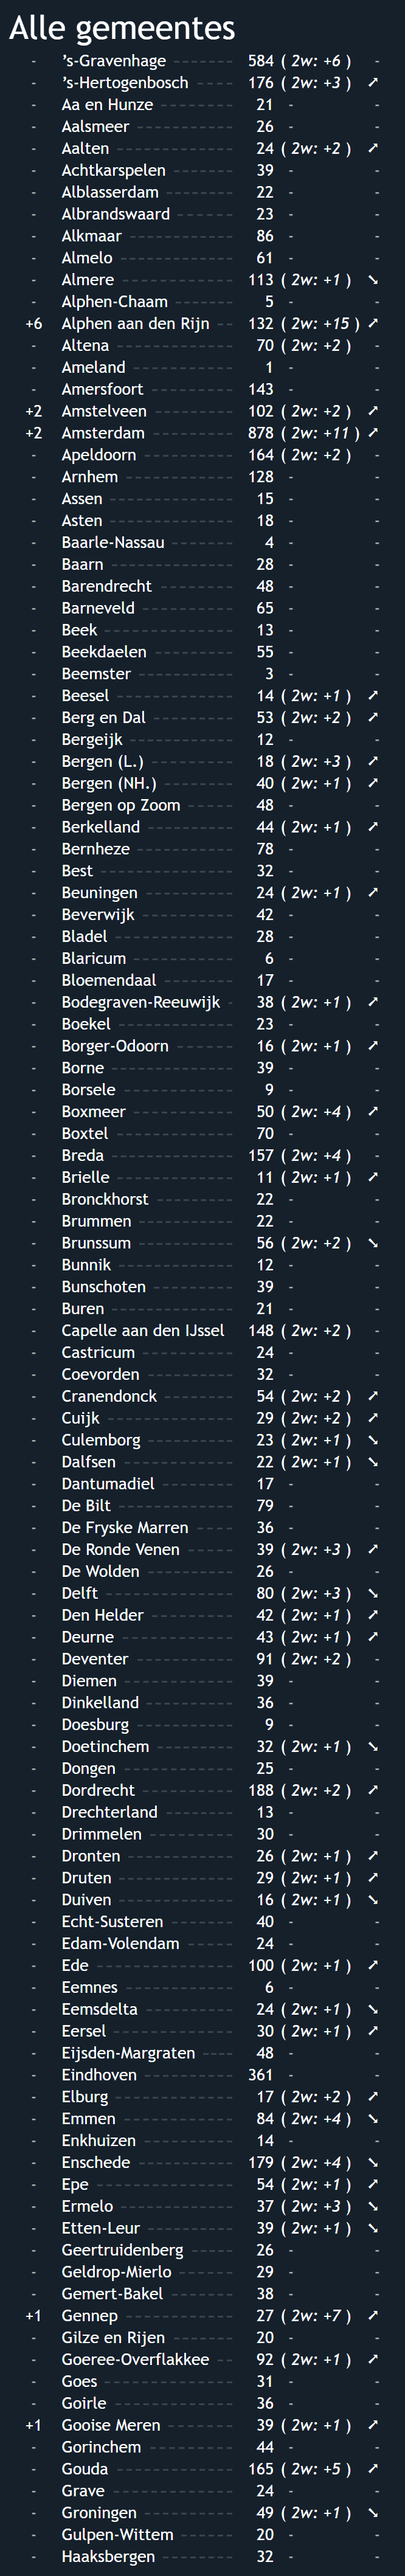 Alle gemeentes
- ’s-Gravenhage ------- 584 ( 2w: +6 ) -
- ’s-Hertogenbosch ----- 176 ( 2w: +3 ) ➚
- Aa en Hunze --------- 21 - -
- Aalsmeer ----------- 26 - -
- Aalten ------------- 24 ( 2w: +2 ) ➚
- Achtkarspelen ------- 39 - -
- Alblasserdam -------- 22 - -
- Albrandswaard ------- 23 - -
- Alkmaar ------------ 86 - -
- Almelo ------------- 61 - -
- Almere ------------- 113 ( 2w: +1 ) ➘
- Alphen-Chaam ------- 5 - -
+6 Alphen aan den Rijn -- 132 ( 2w: +15 ) ➚
- Altena ------------- 70 ( 2w: +2 ) -
- Ameland ----------- 1 - -
- Amersfoort --------- 143 - -
+2 Amstelveen --------- 102 ( 2w: +2 ) ➚
+2 Amsterdam ---------- 878 ( 2w: +11 ) ➚
- Apeldoorn ---------- 164 ( 2w: +2 ) -
- Arnhem ------------ 128 - -
- Assen -------------- 15 - -
- Asten -------------- 18 - -
- Baarle-Nassau ------- 4 - -
- Baarn -------------- 28 - -
- Barendrecht --------- 48 - -
- Barneveld ----------- 65 - -
- Beek --------------- 13 - -
- Beekdaelen --------- 55 - -
- Beemster ----------- 3 - -
- Beesel ------------- 14 ( 2w: +1 ) ➚
- Berg en Dal --------- 53 ( 2w: +2 ) ➚
- Bergeijk ------------ 12 - -
- Bergen (L.) ---------- 18 ( 2w: +3 ) ➚
- Bergen (NH.) -------- 40 ( 2w: +1 ) ➚
- Bergen op Zoom ----- 48 - -
- Berkelland ---------- 44 ( 2w: +1 ) ➚
- Bernheze ----------- 78 - -
- Best --------------- 32 - -
- Beuningen ---------- 24 ( 2w: +1 ) ➚
- Beverwijk ----------- 42 - -
- Bladel -------------- 28 - -
- Blaricum ------------ 6 - -
- Bloemendaal -------- 17 - -
- Bodegraven-Reeuwijk - 38 ( 2w: +1 ) ➚
- Boekel ------------- 23 - -
- Borger-Odoorn ------- 16 ( 2w: +1 ) ➚
- Borne -------------- 39 - -
- Borsele ------------- 9 - -
- Boxmeer ------------ 50 ( 2w: +4 ) ➚
- Boxtel -------------- 70 - -
- Breda -------------- 157 ( 2w: +4 ) -
- Brielle ------------- 11 ( 2w: +1 ) ➚
- Bronckhorst --------- 22 - -
- Brummen ----------- 22 - -
- Brunssum ----------- 56 ( 2w: +2 ) ➘
- Bunnik ------------- 12 - -
- Bunschoten --------- 39 - -
- Buren -------------- 21 - -
- Capelle aan den IJssel 148 ( 2w: +2 ) -
- Castricum ----------- 24 - -
- Coevorden ---------- 32 - -
- Cranendonck -------- 54 ( 2w: +2 ) ➚
- Cuijk --------------- 29 ( 2w: +2 ) ➚
- Culemborg ---------- 23 ( 2w: +1 ) ➘
- Dalfsen ------------- 22 ( 2w: +1 ) ➘
- Dantumadiel --------- 17 - -
- De Bilt ------------- 79 - -
- De Fryske Marren ---- 36 - -
- De Ronde Venen ----- 39 ( 2w: +3 ) ➚
- De Wolden ---------- 26 - -
- Delft --------------- 80 ( 2w: +3 ) ➘
- Den Helder ---------- 42 ( 2w: +1 ) ➚
- Deurne ------------- 43 ( 2w: +1 ) ➚
- Deventer ----------- 91 ( 2w: +2 ) -
- Diemen ------------ 39 - -
- Dinkelland ---------- 36 - -
- Doesburg ----------- 9 - -
- Doetinchem --------- 32 ( 2w: +1 ) ➘
- Dongen ------------ 25 - -
- Dordrecht ---------- 188 ( 2w: +2 ) ➚
- Drechterland -------- 13 - -
- Drimmelen ---------- 30 - -
- Dronten ------------ 26 ( 2w: +1 ) ➚
- Druten ------------- 29 ( 2w: +1 ) ➚
- Duiven ------------- 16 ( 2w: +1 ) ➘
- Echt-Susteren ------- 40 - -
- Edam-Volendam ------ 24 - -
- Ede ---------------- 100 ( 2w: +1 ) ➚
- Eemnes ------------ 6 - -
- Eemsdelta ---------- 24 ( 2w: +1 ) ➘
- Eersel -------------- 30 ( 2w: +1 ) ➚
- Eijsden-Margraten ---- 48 - -
- Eindhoven ---------- 361 - -
- Elburg -------------- 17 ( 2w: +2 ) ➚
- Emmen ------------- 84 ( 2w: +4 ) ➘
- Enkhuizen ---------- 14 - -
- Enschede ----------- 179 ( 2w: +4 ) ➘
- Epe ---------------- 54 ( 2w: +1 ) ➚
- Ermelo ------------- 37 ( 2w: +3 ) ➘
- Etten-Leur ---------- 39 ( 2w: +1 ) ➘
- Geertruidenberg ----- 26 - -
- Geldrop-Mierlo ------- 29 - -
- Gemert-Bakel -------- 38 - -
+1 Gennep ------------ 27 ( 2w: +7 ) ➚
- Gilze en Rijen ------- 20 - -
- Goeree-Overflakkee -- 92 ( 2w: +1 ) ➚
- Goes --------------- 31 - -
- Goirle -------------- 36 - -
+1 Gooise Meren -------- 39 ( 2w: +1 ) ➚
- Gorinchem ---------- 44 - -
- Gouda ------------- 165 ( 2w: +5 ) ➚
- Grave -------------- 24 - -
- Groningen ---------- 49 ( 2w: +1 ) ➘
- Gulpen-Wittem ------ 20 - -
- Haaksbergen -------- 32 - -